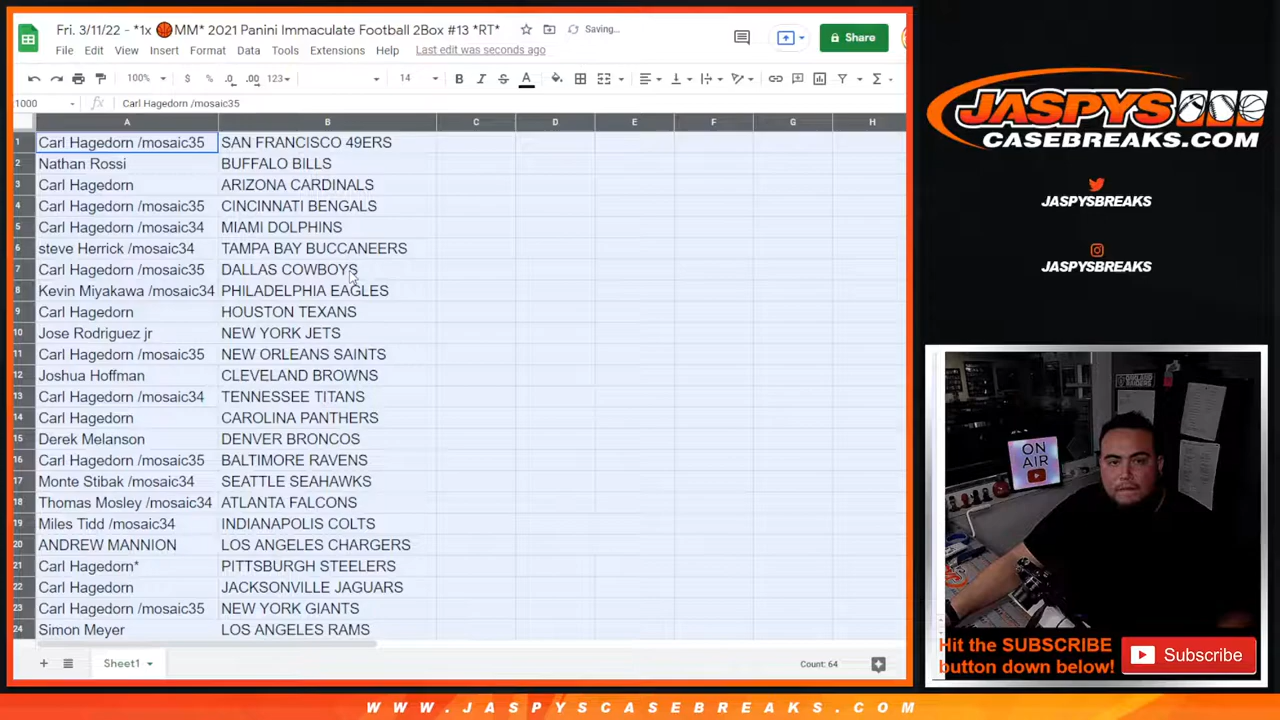 Fri. 3/11/22 - *1x 🏀MM* 2021 Panini Immaculate Football 2Box #13 *RT* Saving...
File Edit View Insert Format Data Tools Extensions Help Last edit was seconds ago
Share
100% $ % .0 .00 123 14 B I S A
1000 fx Carl Hagedorn /mosaic35
A B C D E F G H
1 Carl Hagedorn /mosaic35 SAN FRANCISCO 49ERS
2 Nathan Rossi BUFFALO BILLS
3 Carl Hagedorn ARIZONA CARDINALS
4 Carl Hagedorn /mosaic35 CINCINNATI BENGALS
5 Carl Hagedorn /mosaic34 MIAMI DOLPHINS
6 steve Herrick /mosaic34 TAMPA BAY BUCCANEERS
7 Carl Hagedorn /mosaic35 DALLAS COWBOYS
8 Kevin Miyakawa /mosaic34 PHILADELPHIA EAGLES
9 Carl Hagedorn HOUSTON TEXANS
10 Jose Rodriguez jr NEW YORK JETS
11 Carl Hagedorn /mosaic35 NEW ORLEANS SAINTS
12 Joshua Hoffman CLEVELAND BROWNS
13 Carl Hagedorn /mosaic34 TENNESSEE TITANS
14 Carl Hagedorn CAROLINA PANTHERS
15 Derek Melanson DENVER BRONCOS
16 Carl Hagedorn /mosaic35 BALTIMORE RAVENS
17 Monte Stibak /mosaic34 SEATTLE SEAHAWKS
18 Thomas Mosley /mosaic34 ATLANTA FALCONS
19 Miles Tidd /mosaic34 INDIANAPOLIS COLTS
20 ANDREW MANNION LOS ANGELES CHARGERS
21 Carl Hagedorn* PITTSBURGH STEELERS
22 Carl Hagedorn JACKSONVILLE JAGUARS
23 Carl Hagedorn /mosaic35 NEW YORK GIANTS
24 Simon Meyer LOS ANGELES RAMS
Sheet1
Count: 64
JASPYS
CASEBREAKS.COM
JASPYSBREAKS
JASPYSBREAKS
ON
AIR
Hit the SUBSCRIBE
button down below!
Subscribe
WWW.JASPYSCASEBREAKS.COM